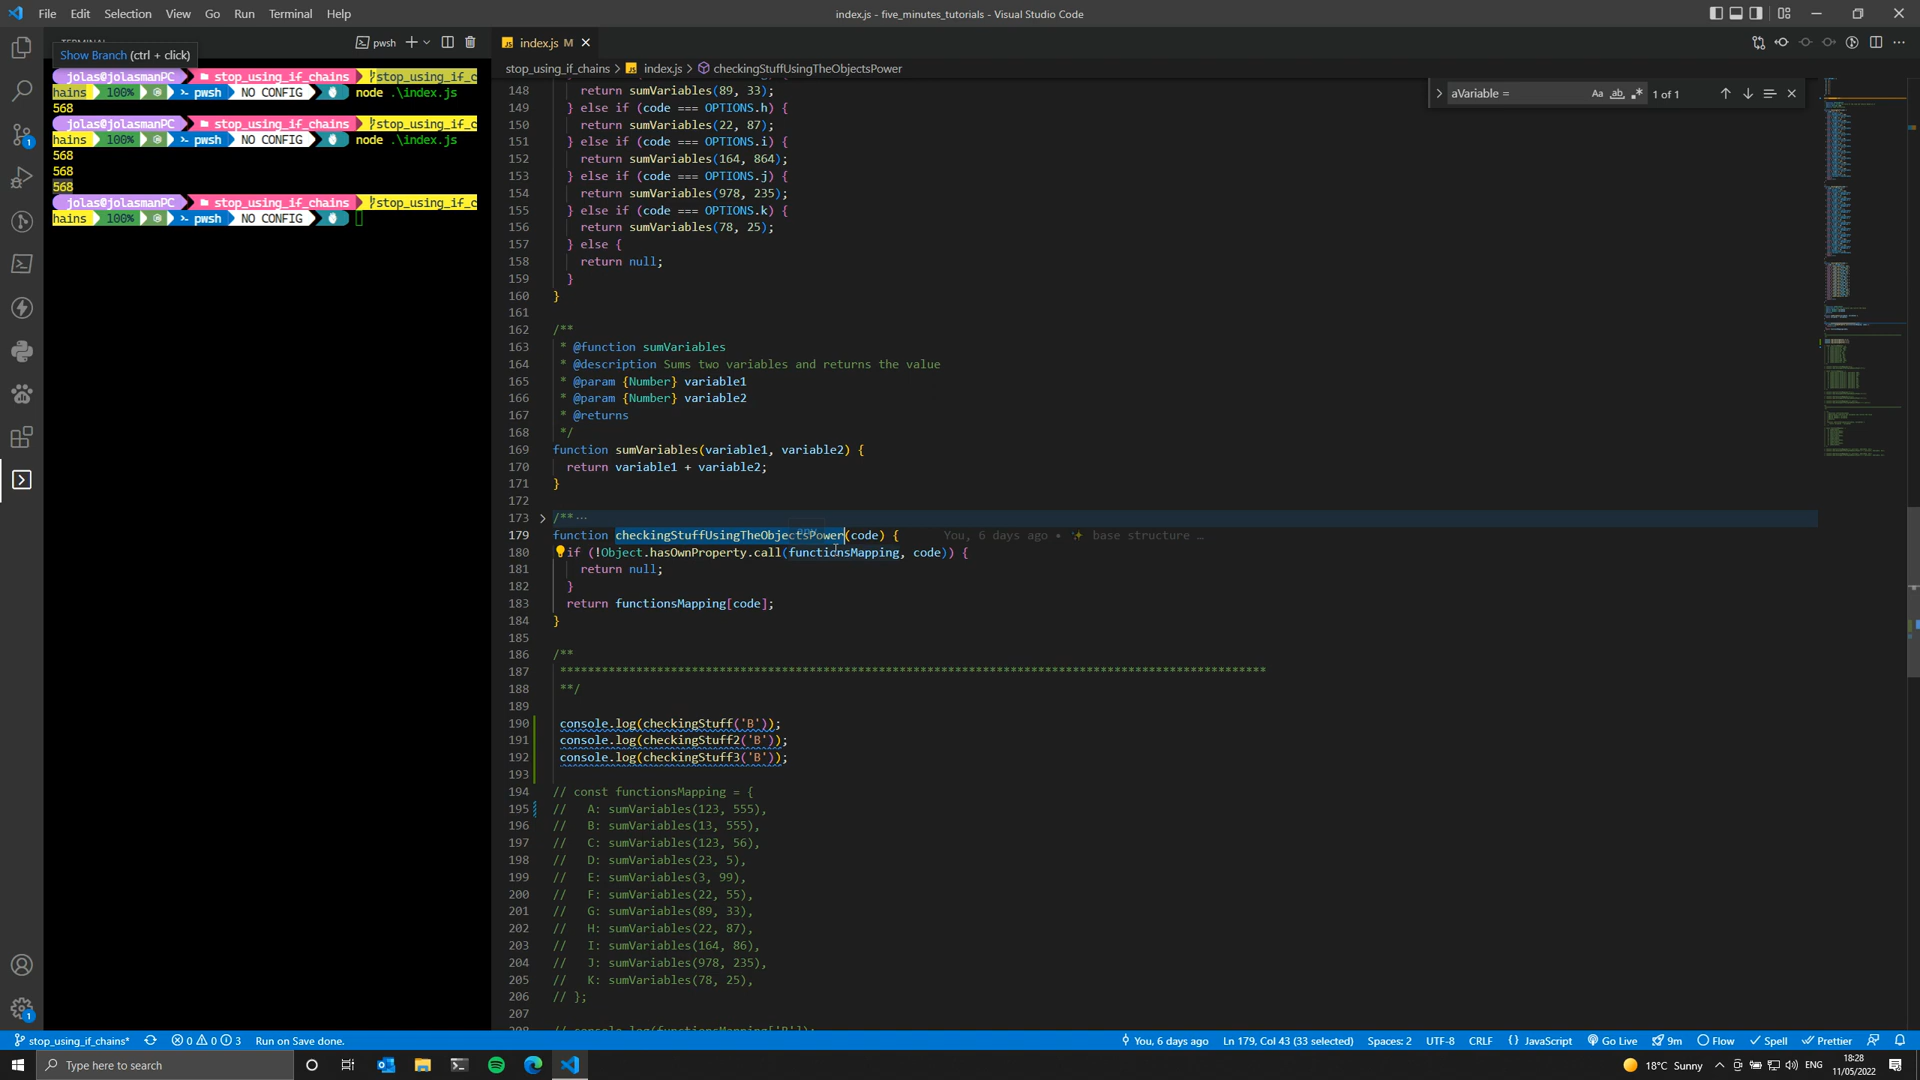 File Edit Selection View Go Run Terminal Help
index.js - five_minutes_tutorials - Visual Studio Code
pwsh
Show Branch (ctrl + click)
jolas@jolasmanPC stop_using_if_chains stop_using_if_c
hains 100% pwsh NO CONFIG node .\index.js
568
jolas@jolasmanPC stop_using_if_chains stop_using_if_c
hains 100% pwsh NO CONFIG node .\index.js
568
568
568
jolas@jolasmanPC stop_using_if_chains stop_using_if_c
hains 100% pwsh NO CONFIG
index.js M
stop_using_if_chains > index.js > checkingStuffUsingTheObjectsPower
aVariable = Aa ab 1 of 1
148 return sumVariables(89, 33);
149 } else if (code === OPTIONS.h) {
150 return sumVariables(22, 87);
151 } else if (code === OPTIONS.i) {
152 return sumVariables(164, 864);
153 } else if (code === OPTIONS.j) {
154 return sumVariables(978, 235);
155 } else if (code === OPTIONS.k) {
156 return sumVariables(78, 25);
157 } else {
158 return null;
159 }
160 }
161
162 /**
163 * @function sumVariables
164 * @description Sums two variables and returns the value
165 * @param {Number} variable1
166 * @param {Number} variable2
167 * @returns
168 */
169 function sumVariables(variable1, variable2) {
170 return variable1 + variable2;
171 }
172
173 /** ...
179 function checkingStuffUsingTheObjectsPower(code) { You, 6 days ago • base structure …
180 if (!Object.hasOwnProperty.call(functionsMapping, code)) {
181 return null;
182 }
183 return functionsMapping[code];
184 }
185
186 /**
187 ******************************************************************************************************
188 **/
189
190 console.log(checkingStuff('B'));
191 console.log(checkingStuff2('B'));
192 console.log(checkingStuff3('B'));
193
194 // const functionsMapping = {
195 // A: sumVariables(123, 555),
196 // B: sumVariables(13, 555),
197 // C: sumVariables(123, 56),
198 // D: sumVariables(23, 5),
199 // E: sumVariables(3, 99),
200 // F: sumVariables(22, 55),
201 // G: sumVariables(89, 33),
202 // H: sumVariables(22, 87),
203 // I: sumVariables(164, 86),
204 // J: sumVariables(978, 235),
205 // K: sumVariables(78, 25),
206 // };
207
208 // console.log(functionsMapping['B']);
stop_using_if_chains* 0 0 3 Run on Save done.
You, 6 days ago Ln 179, Col 43 (33 selected) Spaces: 2 UTF-8 CRLF {} JavaScript Go Live 9m Flow Spell Prettier
Type here to search
18°C Sunny ENG 18:28
11/05/2022